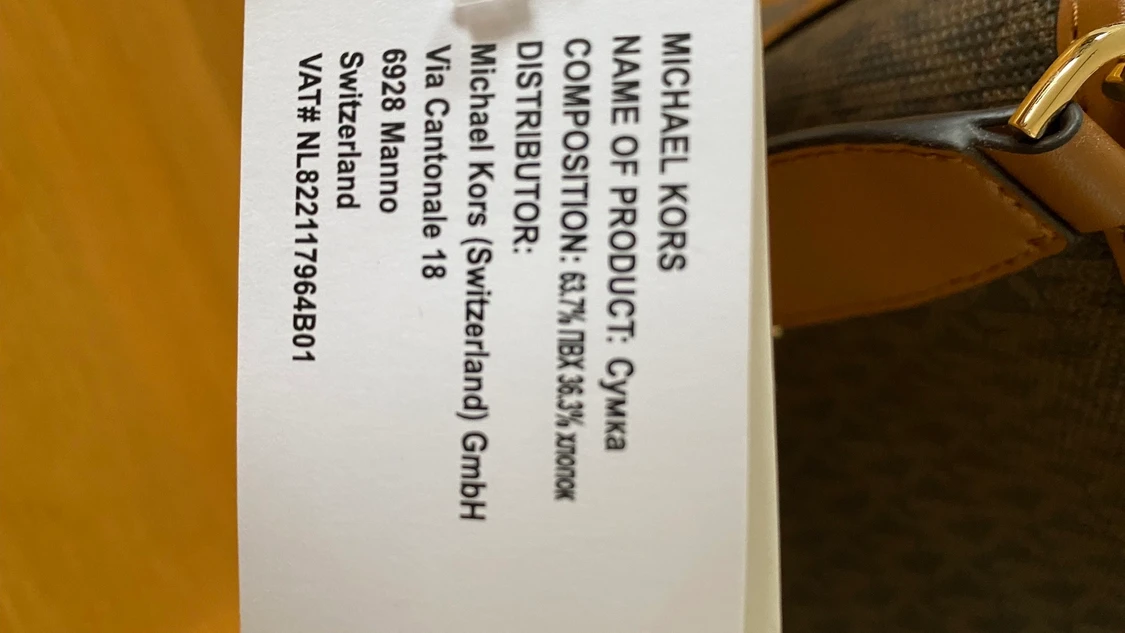 MICHAEL KORS
NAME OF PRODUCT: Сумка
COMPOSITION: 63.7% ПВХ 36.3% хлопок
DISTRIBUTOR:
Michael Kors (Switzerland) GmbH
Via Cantonale 18
6928 Manno
Switzerland
VAT# NL822117964B01